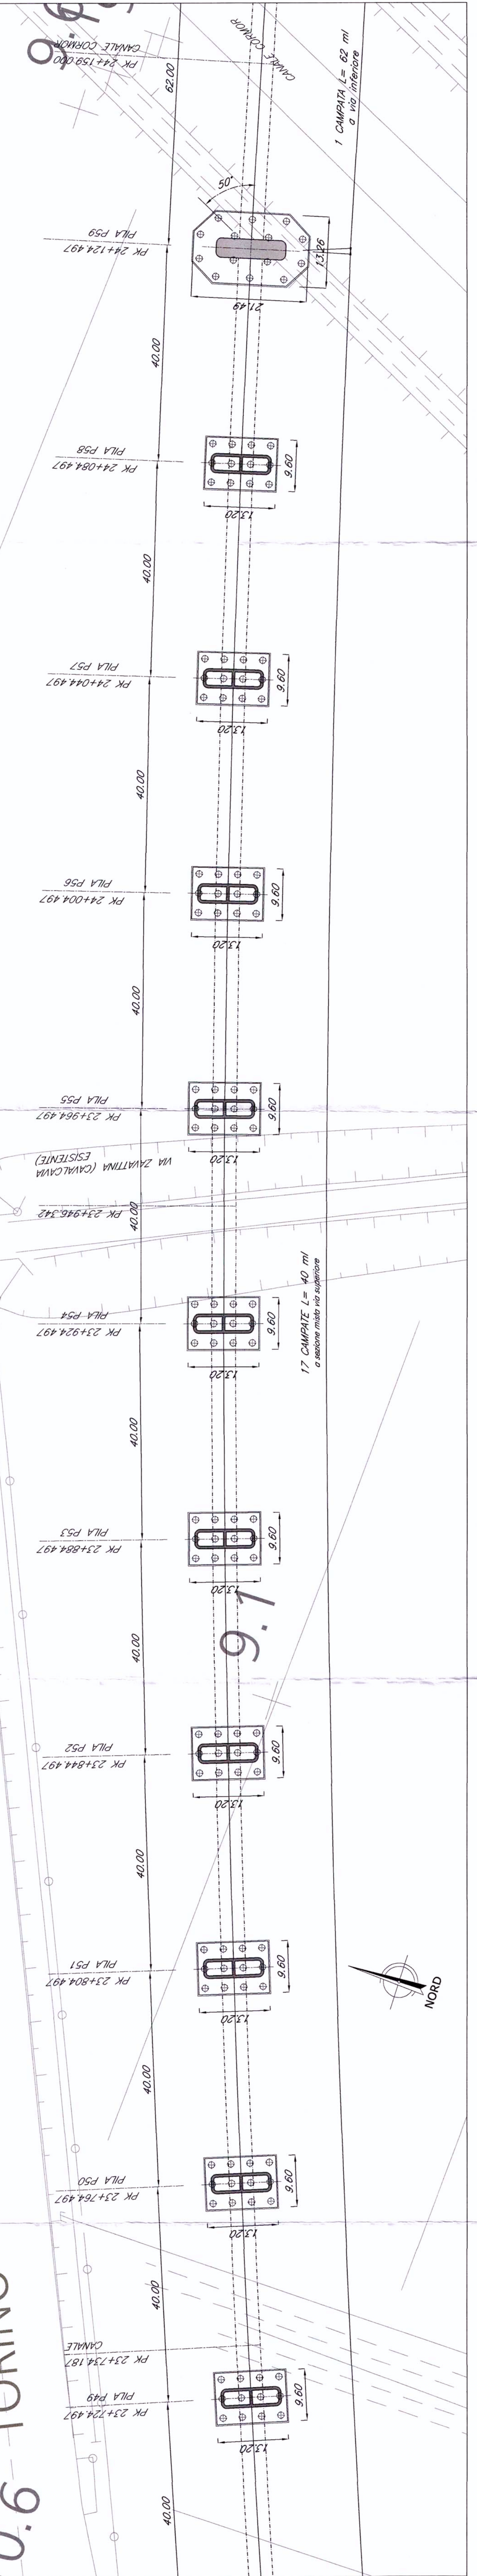 9.6
PK 24+159.000
CANALE CORMOR
CANALE CORMOR
62.00
1 CAMPATA L= 62 ml
a via inferiore
50°
PK 24+124.497
PILA P59
13.26
21.49
40.00
PK 24+084.497
PILA P58
9.60
13.20
40.00
PK 24+044.497
PILA P57
9.60
13.20
40.00
PK 24+004.497
PILA P56
9.60
13.20
40.00
PK 23+964.497
PILA P55
9.60
13.20
VIA ZAVATTINA (CAVALCAVIA
ESISTENTE)
PK 23+946.342
40.00
17 CAMPATE L= 40 ml
a sezione mista via superiore
PK 23+924.497
PILA P54
9.60
13.20
40.00
PK 23+884.497
PILA P53
9.60
13.20
9.1
40.00
PK 23+844.497
PILA P52
9.60
13.20
40.00
PK 23+804.497
PILA P51
9.60
13.20
NORD
40.00
PK 23+764.497
PILA P50
9.60
13.20
40.00
PK 23+734.187
CANALE
PK 23+724.497
PILA P49
9.60
13.20
40.00
0.6 TORINO